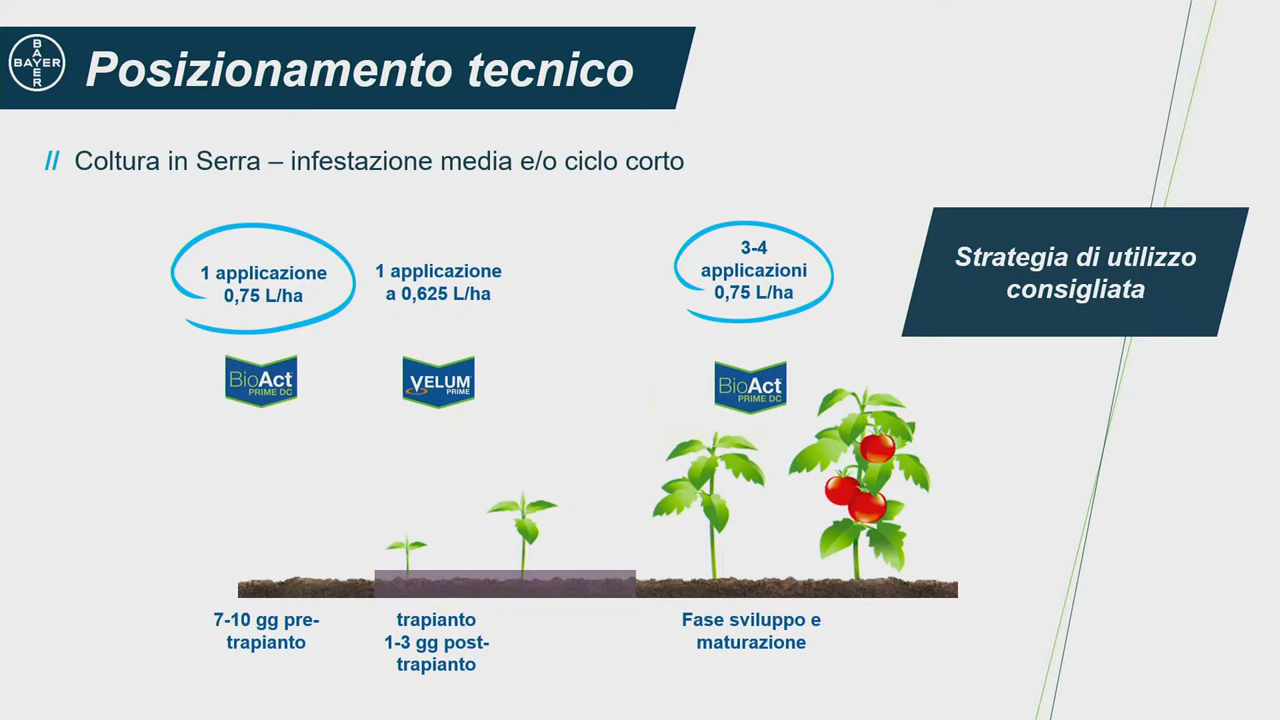 BAYER
BAYER
Posizionamento tecnico
// Coltura in Serra – infestazione media e/o ciclo corto
1 applicazione
0,75 L/ha
1 applicazione
a 0,625 L/ha
3-4
applicazioni
0,75 L/ha
Strategia di utilizzo
consigliata
BioAct
PRIME DC
VELUM
PRIME
BioAct
PRIME DC
7-10 gg pre-
trapianto
trapianto
1-3 gg post-
trapianto
Fase sviluppo e
maturazione